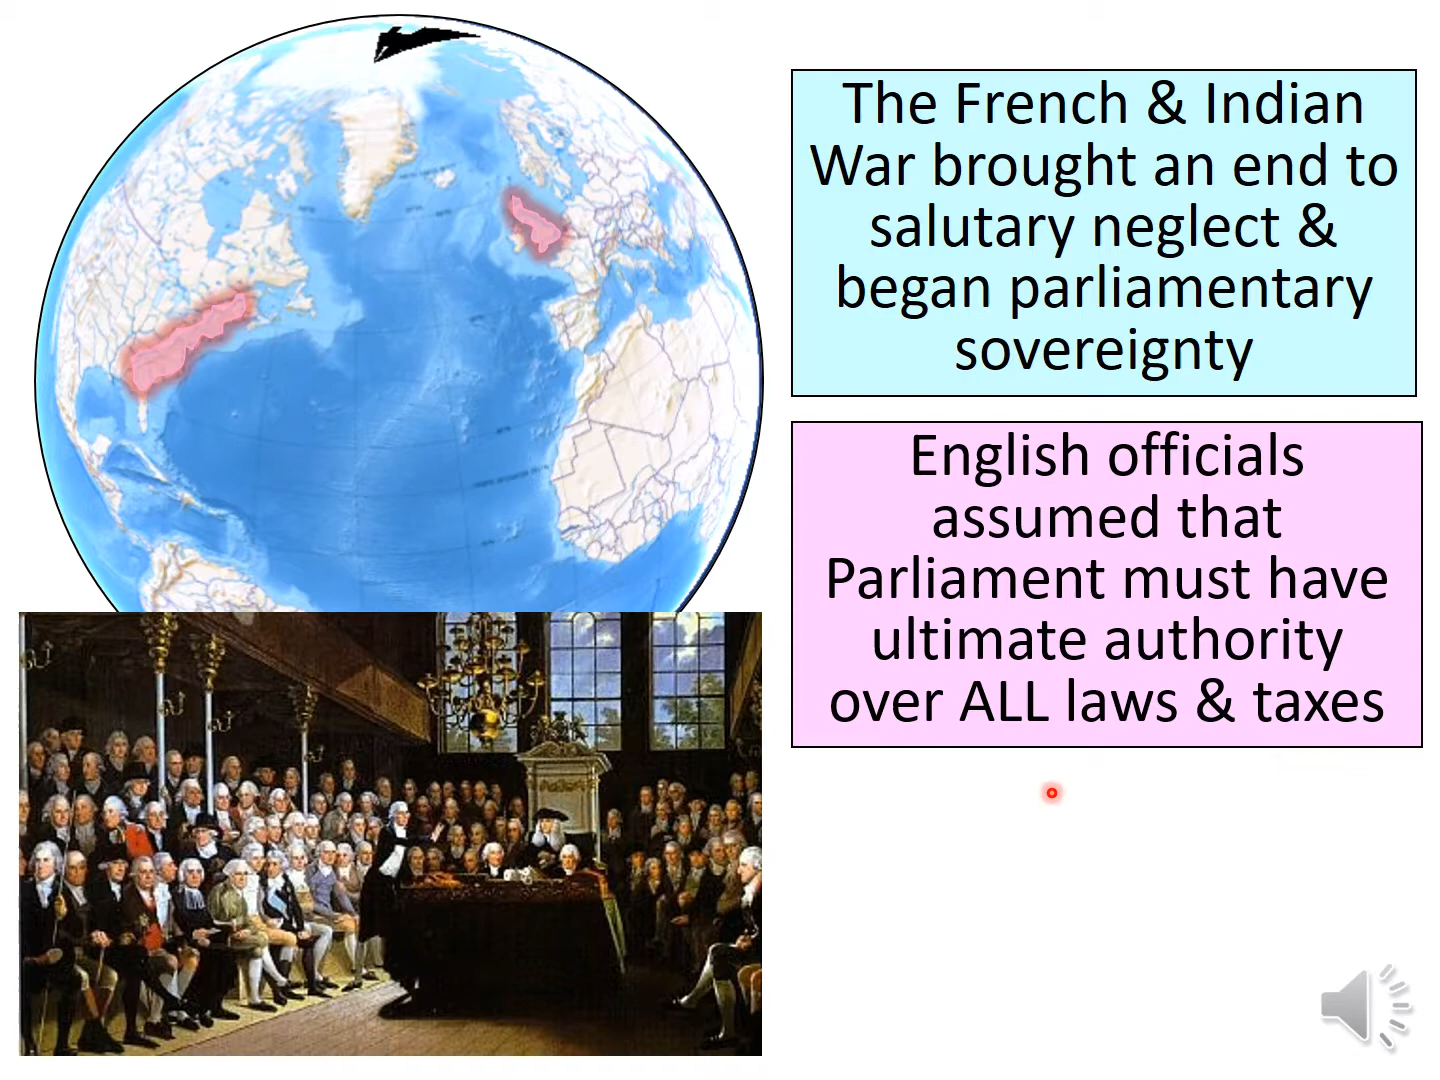 The French & Indian
War brought an end to
salutary neglect &
began parliamentary
sovereignty
English officials
assumed that
Parliament must have
ultimate authority
over ALL laws & taxes